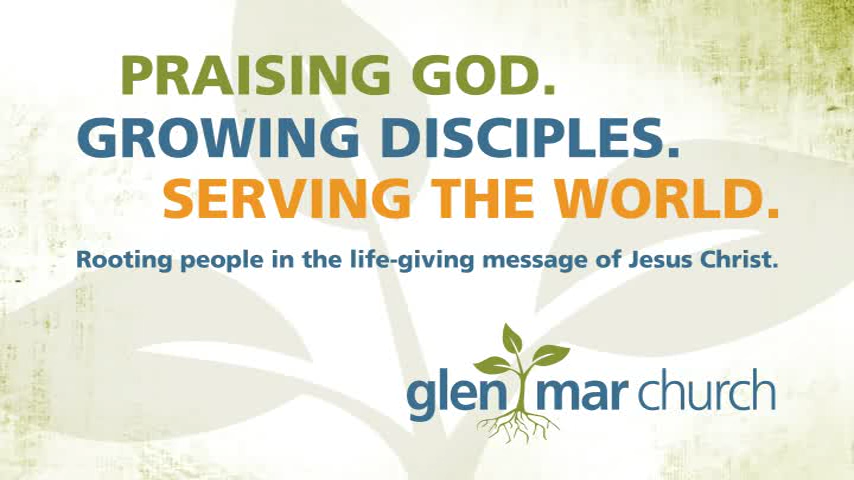 PRAISING GOD.
GROWING DISCIPLES.
SERVING THE WORLD.
Rooting people in the life-giving message of Jesus Christ.
glen mar church